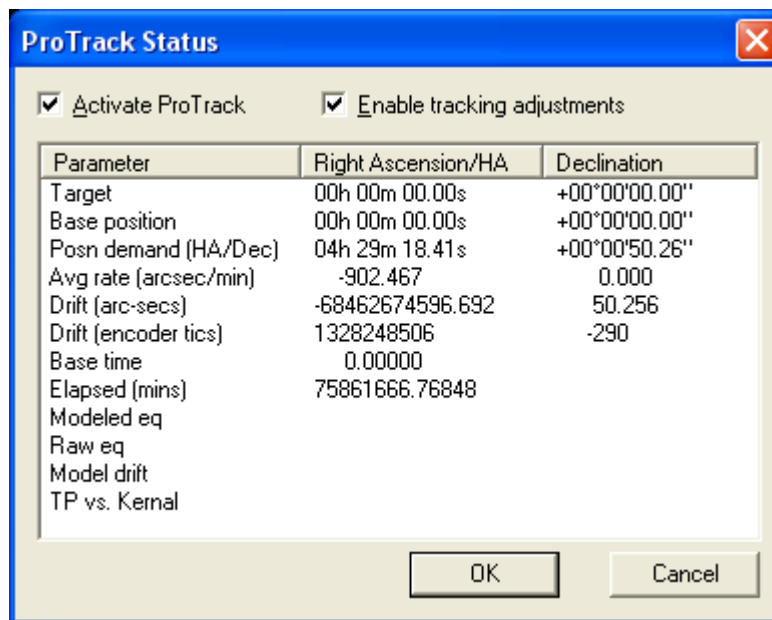 ProTrack Status
Activate ProTrack Enable tracking adjustments
Parameter Right Ascension/HA Declination
Target 00h 00m 00.00s +00°00'00.00"
Base position 00h 00m 00.00s +00°00'00.00"
Posn demand (HA/Dec) 04h 29m 18.41s +00°00'50.26"
Avg rate (arcsec/min) -902.467 0.000
Drift (arc-secs) -68462674596.692 50.256
Drift (encoder tics) 1328248506 -290
Base time 0.00000
Elapsed (mins) 75861666.76848
Modeled eq
Raw eq
Model drift
TP vs. Kernal
OK Cancel